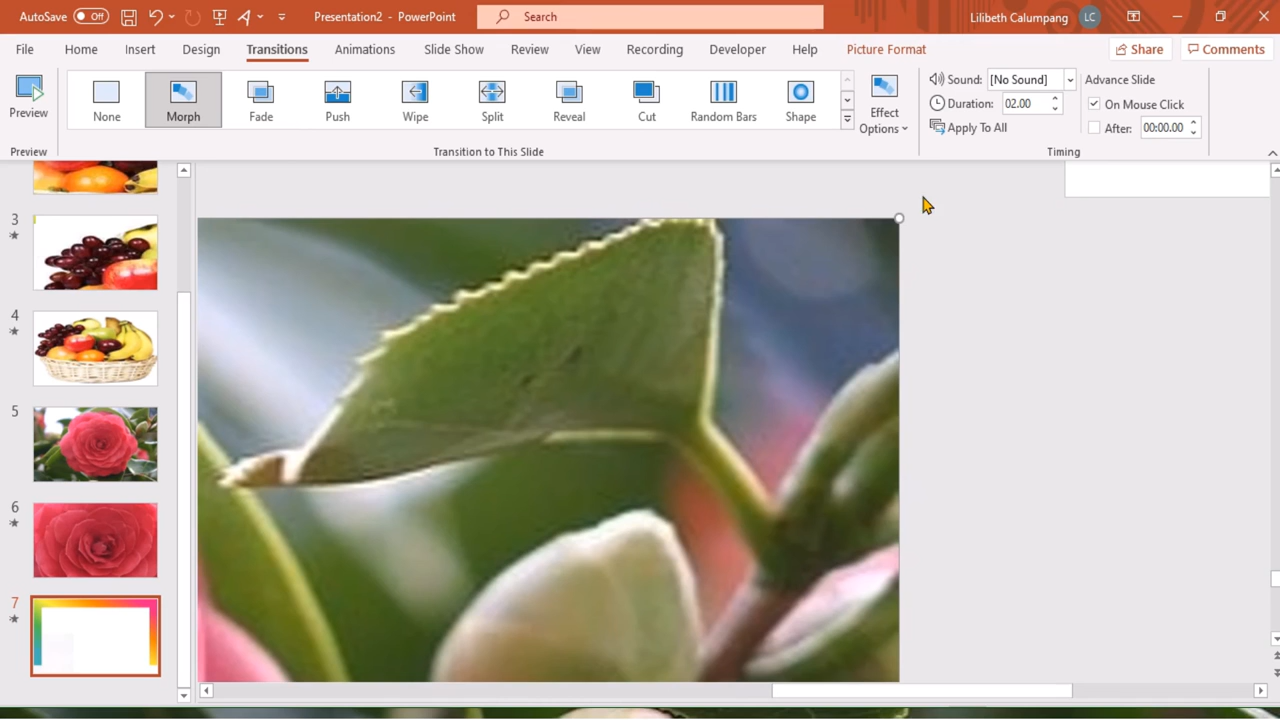 AutoSave Off Presentation2 - PowerPoint Search Lilibeth Calumpang LC
File Home Insert Design Transitions Animations Slide Show Review View Recording Developer Help Picture Format Share Comments
Preview None Morph Fade Push Wipe Split Reveal Cut Random Bars Shape Effect Options
Sound: [No Sound] Advance Slide
Duration: 02.00 On Mouse Click
Apply To All After: 00:00.00
Preview Transition to This Slide Timing
3
4
5
6
7